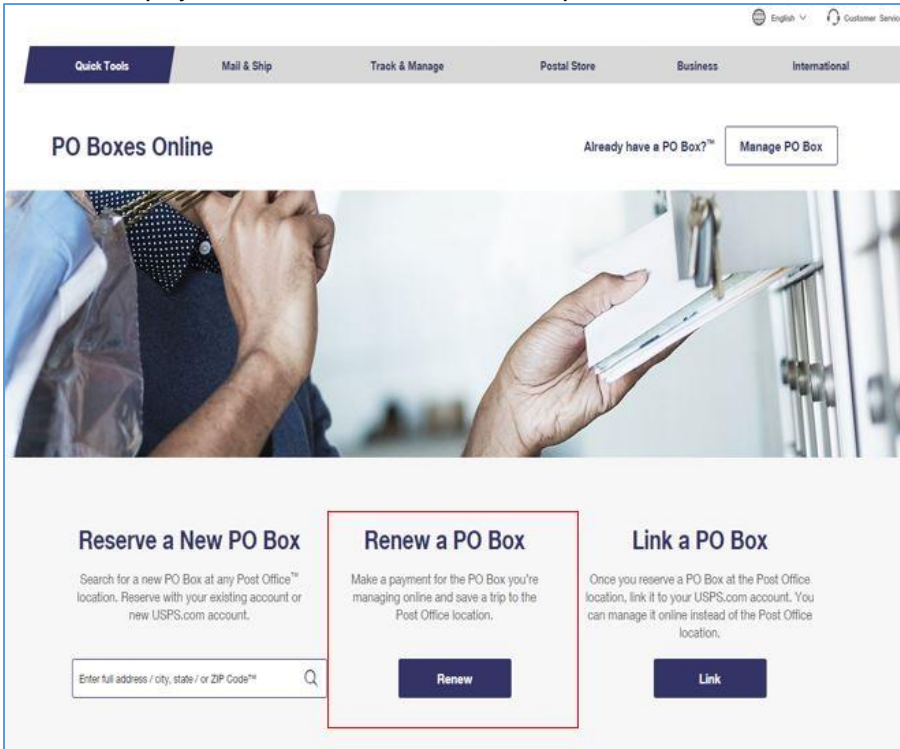 English
Customer Servic
Quick Tools
Mail & Ship
Track & Manage
Postal Store
Business
International
PO Boxes Online
Already have a PO Box?™
Manage PO Box
Reserve a New PO Box
Search for a new PO Box at any Post Office™
location. Reserve with your existing account or
new USPS.com account.
Enter full address / city, state / or ZIP Code™
Renew a PO Box
Make a payment for the PO Box you're
managing online and save a trip to the
Post Office location.
Renew
Link a PO Box
Once you reserve a PO Box at the Post Office
location, link it to your USPS.com account. You
can manage it online instead of the Post Office
location.
Link